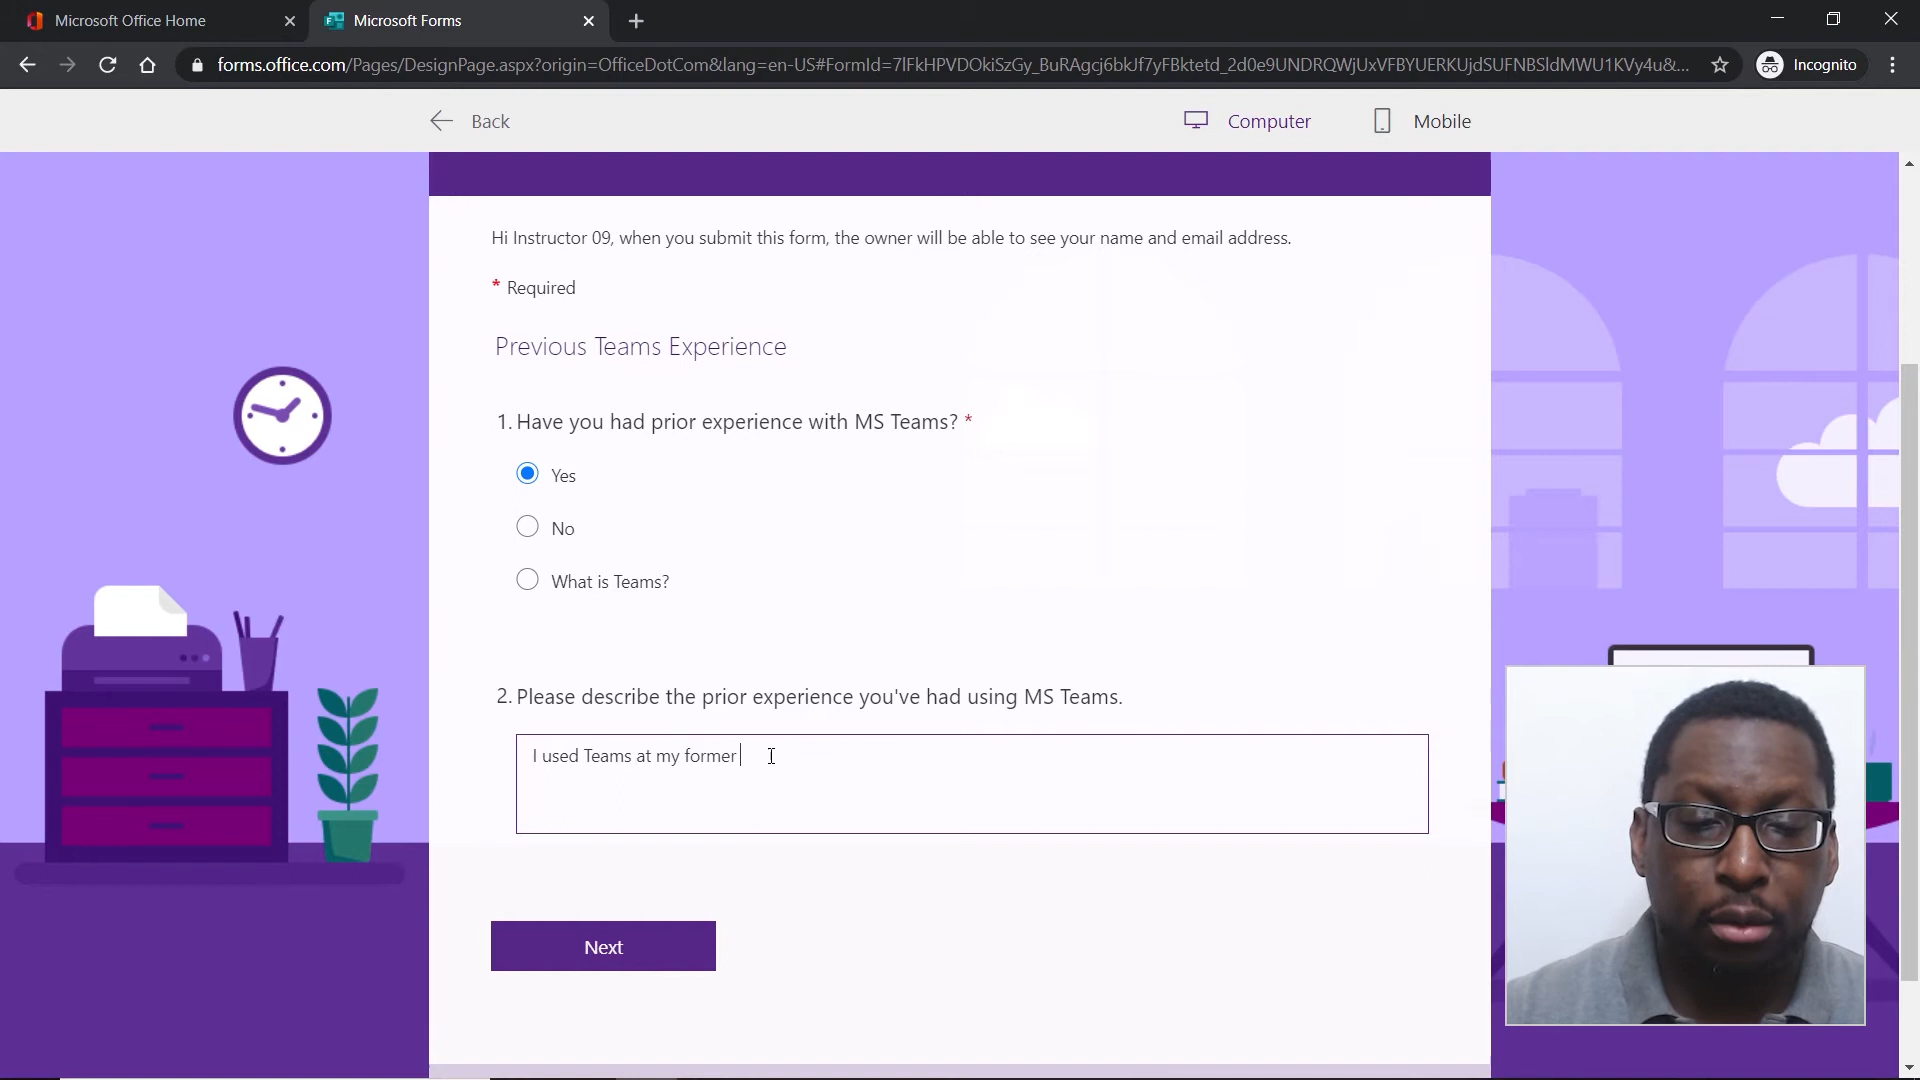 Microsoft Office Home
Microsoft Forms
forms.office.com/Pages/DesignPage.aspx?origin=OfficeDotCom&lang=en-US#FormId=7lFkHPVDOkiSzGy_BuRAgcj6bkJf7yFBktetd_2d0e9UNDRQWjUxVFBYUERKUjdSUFNBSldMWU1KVy4u&...
Incognito
Back
Computer
Mobile
Hi Instructor 09, when you submit this form, the owner will be able to see your name and email address.
* Required
Previous Teams Experience
1. Have you had prior experience with MS Teams? *
Yes
No
What is Teams?
2. Please describe the prior experience you've had using MS Teams.
I used Teams at my former
Next